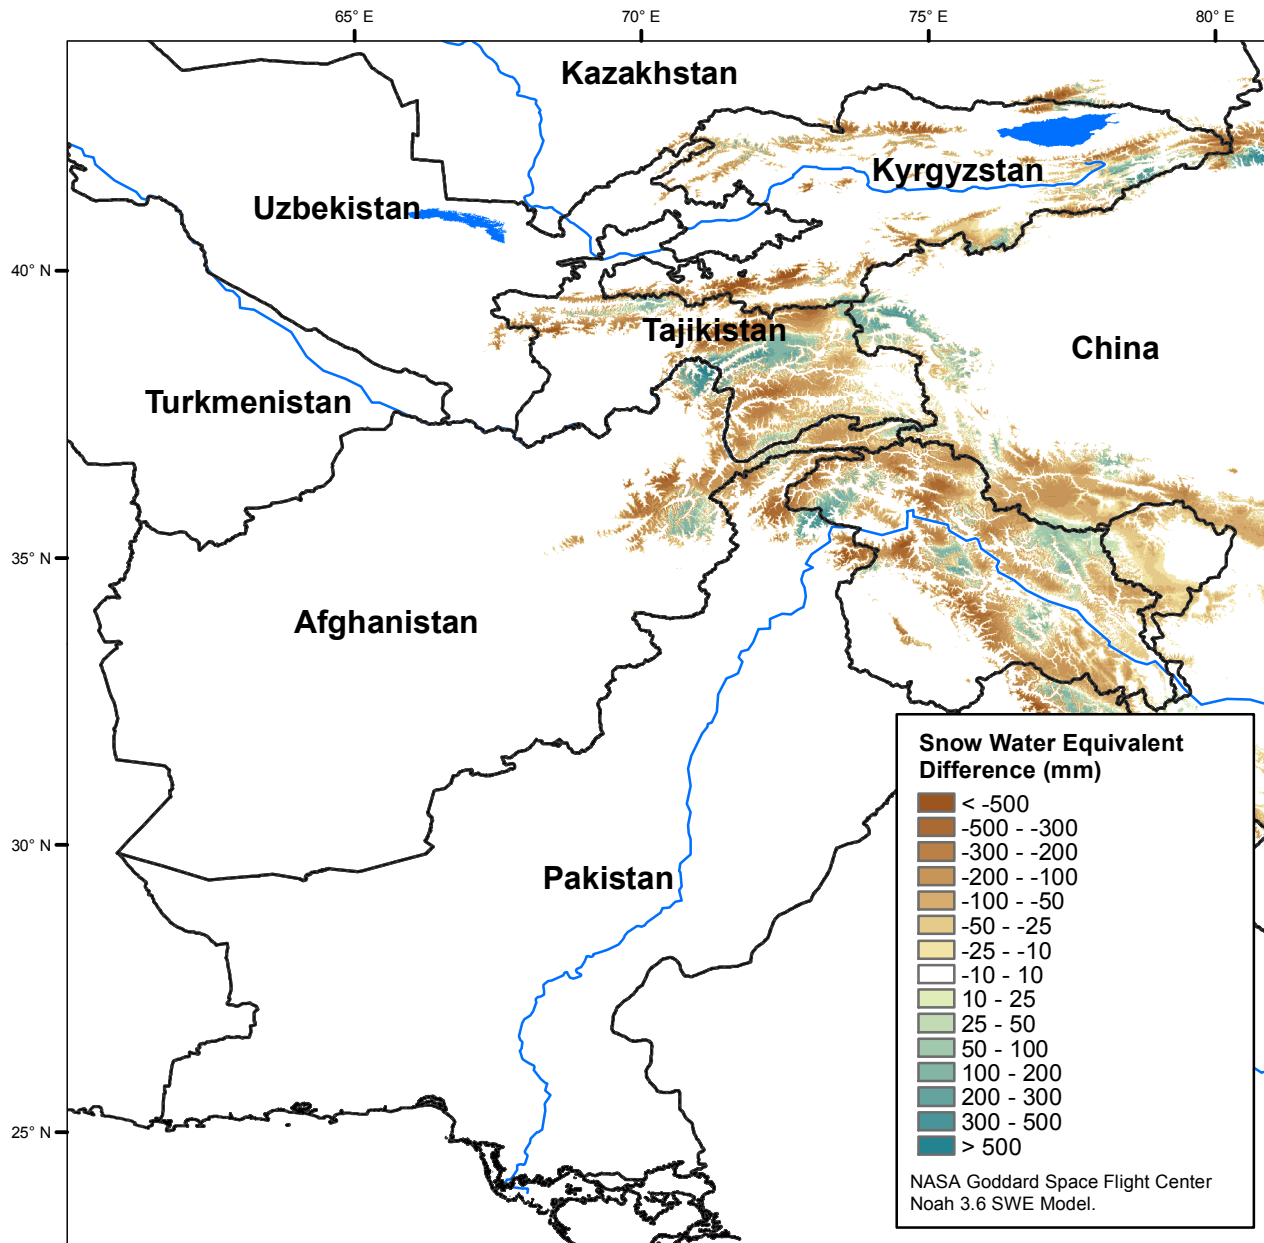 65° E
70° E
75° E
80° E
Kazakhstan
Kyrgyzstan
Uzbekistan
40° N
Tajikistan
China
Turkmenistan
35° N
Afghanistan
30° N
Pakistan
25° N
Snow Water Equivalent
Difference (mm)
< -500
-500 - -300
-300 - -200
-200 - -100
-100 - -50
-50 - -25
-25 - -10
-10 - 10
10 - 25
25 - 50
50 - 100
100 - 200
200 - 300
300 - 500
> 500
NASA Goddard Space Flight Center
Noah 3.6 SWE Model.